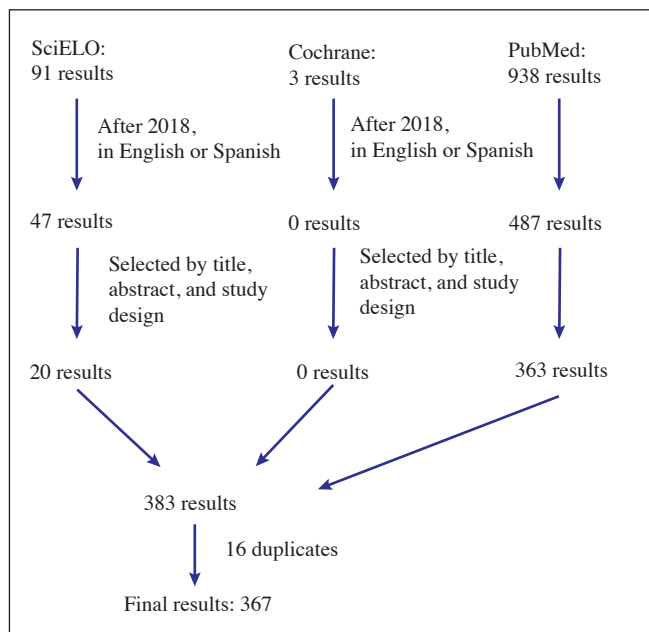 SciELO:
91 results
Cochrane:
3 results
PubMed:
938 results
After 2018,
in English or Spanish
After 2018,
in English or Spanish
47 results
0 results
487 results
Selected by title,
abstract, and study
design
Selected by title,
abstract, and study
design
20 results
0 results
363 results
383 results
16 duplicates
Final results: 367